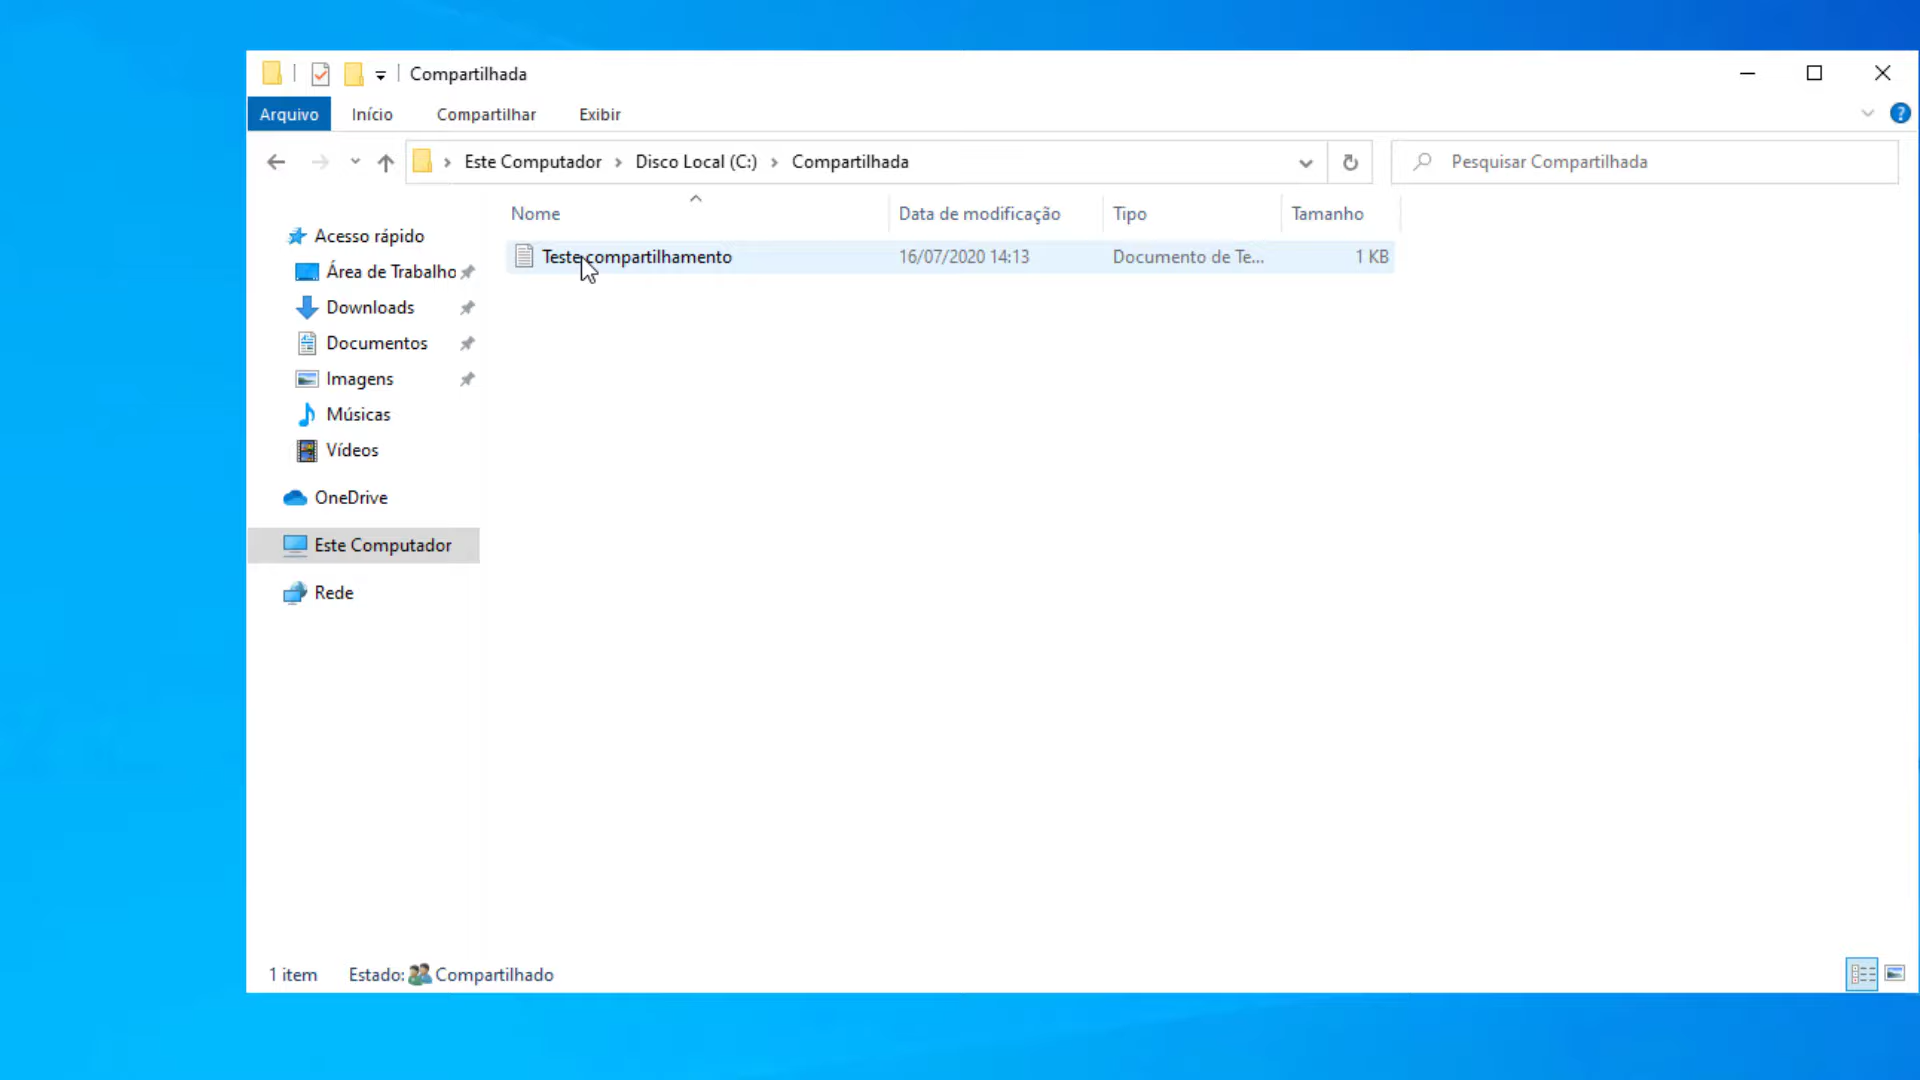 Compartilhada
Arquivo Início Compartilhar Exibir
Este Computador Disco Local (C:) Compartilhada
Pesquisar Compartilhada
Nome Data de modificação Tipo Tamanho
Teste compartilhamento 16/07/2020 14:13 Documento de Te... 1 KB
Acesso rápido
Área de Trabalho
Downloads
Documentos
Imagens
Músicas
Vídeos
OneDrive
Este Computador
Rede
1 item Estado: Compartilhado